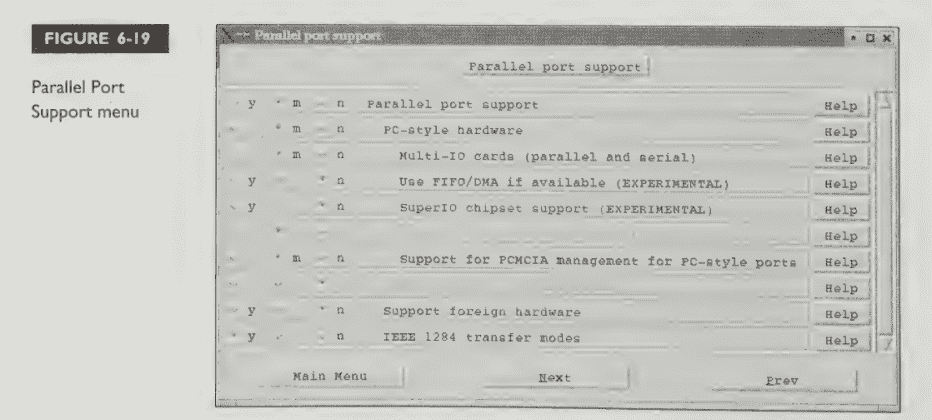 FIGURE 6-19
Parallel Port
Support menu
Parallel port support
Parallel port support
y m n Parallel port support Help
m n PC-style hardware Help
m n Multi-IO cards (parallel and serial) Help
y n Use FIFO/DMA if available (EXPERIMENTAL) Help
y n SuperIO chipset support (EXPERIMENTAL) Help
Help
m n Support for PCMCIA management for PC-style ports Help
Help
y n Support foreign hardware Help
y n IEEE 1284 transfer modes Help
Main Menu Next Prev